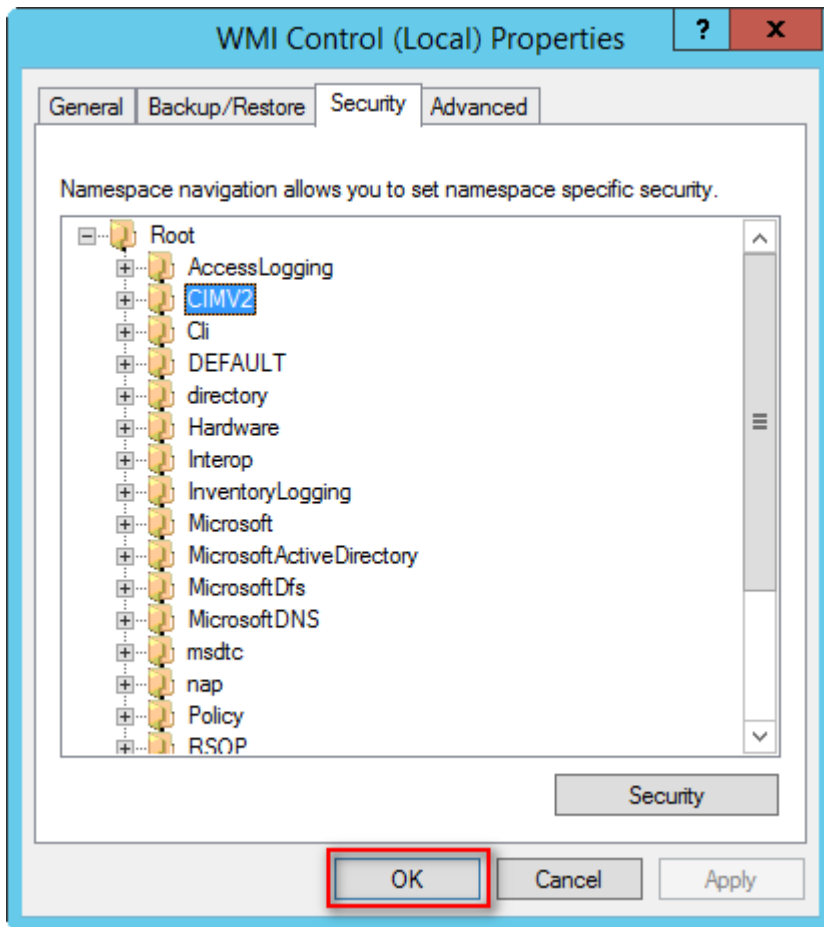 WMI Control (Local) Properties
?
x
General Backup/Restore Security Advanced
Namespace navigation allows you to set namespace specific security.
Root
AccessLogging
CIMV2
Cli
DEFAULT
directory
Hardware
Interop
InventoryLogging
Microsoft
MicrosoftActiveDirectory
MicrosoftDfs
MicrosoftDNS
msdtc
nap
Policy
RSOP
Security
OK Cancel Apply